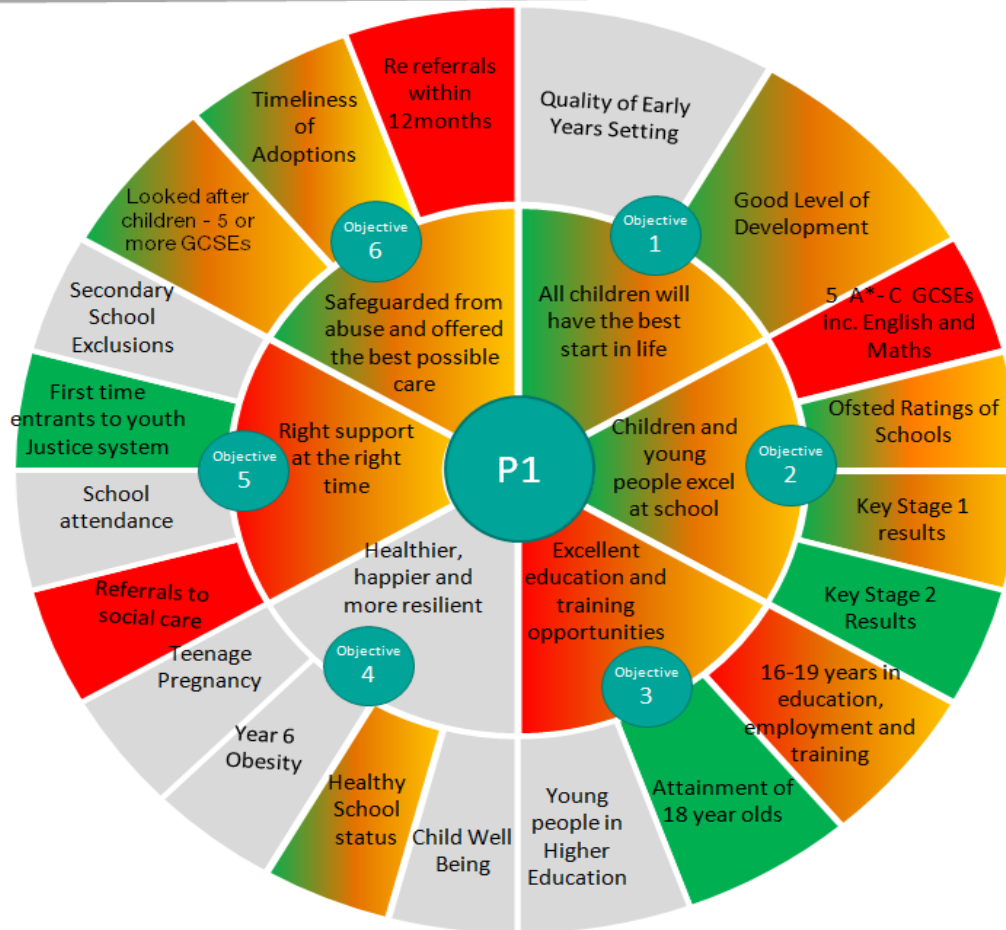 P1
Objective
1
All children will
have the best
start in life
Quality of Early
Years Setting
Good Level of
Development
Objective
2
Children and
young
people excel
at school
5 A*- C GCSEs
inc. English and
Maths
Ofsted Ratings of
Schools
Key Stage 1
results
Key Stage 2
Results
Objective
3
Excellent
education and
training
opportunities
16-19 years in
education,
employment and
training
Attainment of
18 year olds
Young
people in
Higher
Education
Objective
4
Healthier,
happier and
more resilient
Child Well
Being
Healthy
School
status
Year 6
Obesity
Teenage
Pregnancy
Objective
5
Right support
at the right
time
Referrals to
social care
School
attendance
First time
entrants to youth
Justice system
Secondary
School
Exclusions
Objective
6
Safeguarded from
abuse and offered
the best possible
care
Looked after
children - 5 or
more GCSEs
Timeliness
of
Adoptions
Re referrals
within
12months